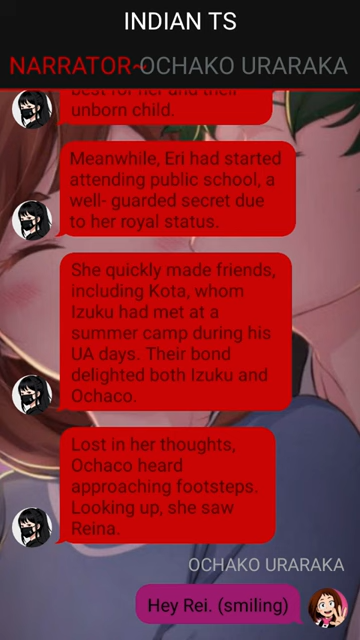 INDIAN TS
NARRATOR~OCHAKO URARAKA
best for her and their
unborn child.
Meanwhile, Eri had started
attending public school, a
well- guarded secret due
to her royal status.
She quickly made friends,
including Kota, whom
Izuku had met at a
summer camp during his
UA days. Their bond
delighted both Izuku and
Ochaco.
Lost in her thoughts,
Ochaco heard
approaching footsteps.
Looking up, she saw
Reina.
OCHAKO URARAKA
Hey Rei. (smiling)